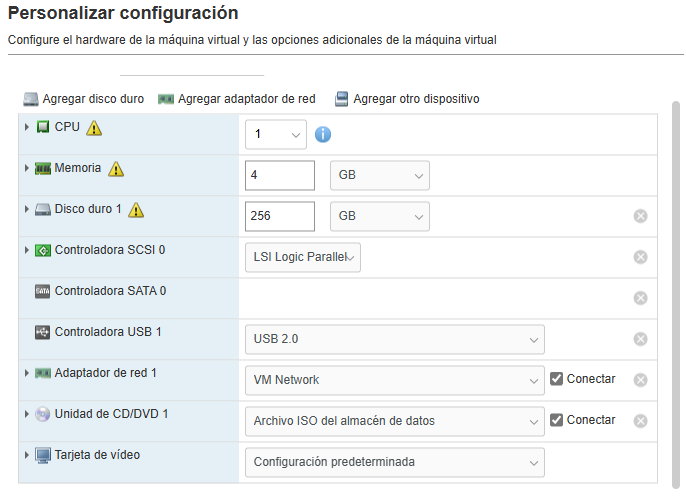 Personalizar configuración
Configure el hardware de la máquina virtual y las opciones adicionales de la máquina virtual
Agregar disco duro Agregar adaptador de red Agregar otro dispositivo
CPU 1
Memoria 4 GB
Disco duro 1 256 GB
Controladora SCSI 0 LSI Logic Parallel
SATA Controladora SATA 0
Controladora USB 1 USB 2.0
Adaptador de red 1 VM Network Conectar
Unidad de CD/DVD 1 Archivo ISO del almacén de datos Conectar
Tarjeta de vídeo Configuración predeterminada